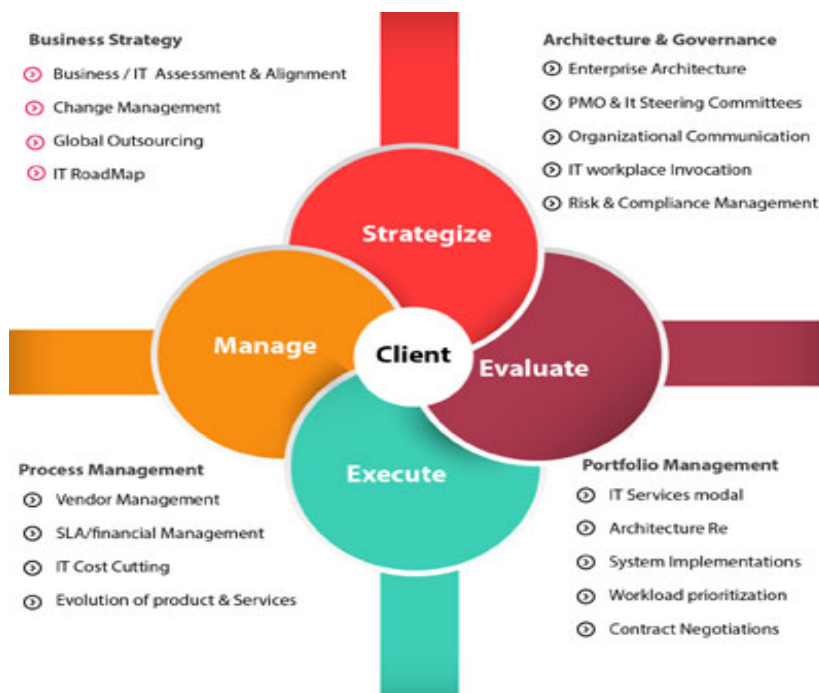 Business Strategy
Business / IT Assessment & Alignment
Change Management
Global Outsourcing
IT RoadMap
Architecture & Governance
Enterprise Architecture
PMO & It Steering Committees
Organizational Communication
IT workplace Invocation
Risk & Compliance Management
Strategize
Manage
Client
Evaluate
Execute
Process Management
Vendor Management
SLA/financial Management
IT Cost Cutting
Evolution of product & Services
Portfolio Management
IT Services modal
Architecture Re
System Implementations
Workload prioritization
Contract Negotiations